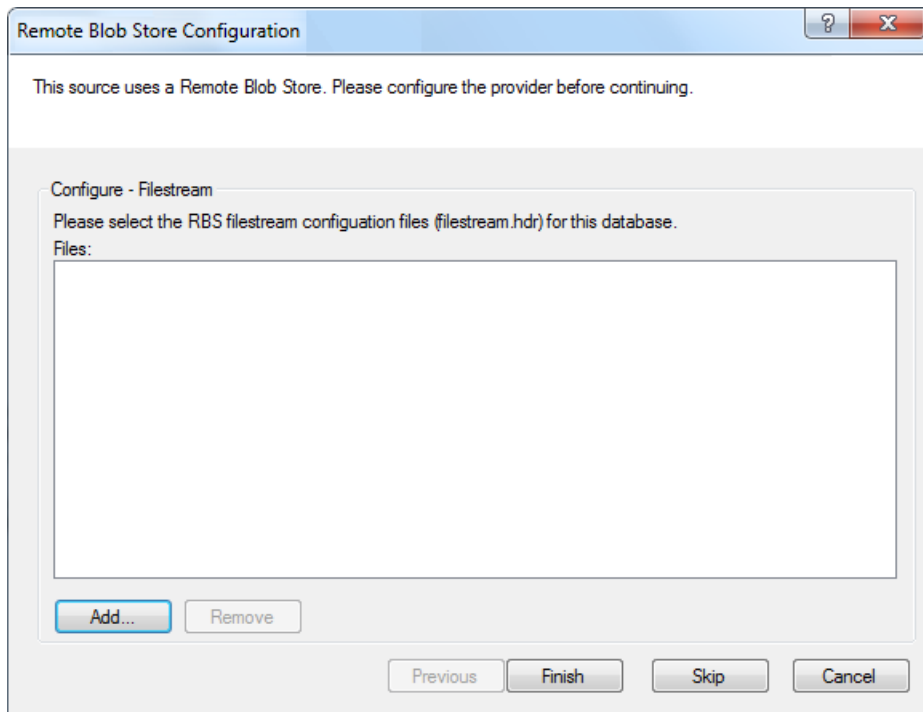 Remote Blob Store Configuration
?
This source uses a Remote Blob Store. Please configure the provider before continuing.
Configure - Filestream
Please select the RBS filestream configuation files (filestream.hdr) for this database.
Files:
Add... Remove
Previous Finish Skip Cancel